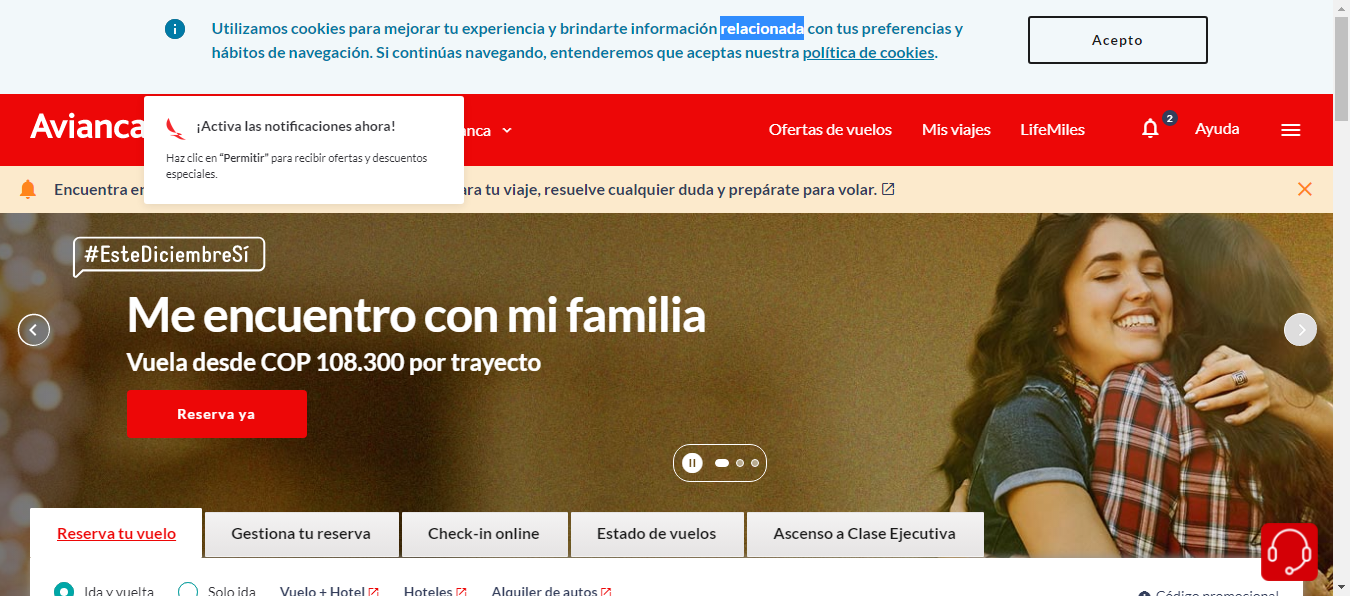 Utilizamos cookies para mejorar tu experiencia y brindarte información relacionada con tus preferencias y
hábitos de navegación. Si continúas navegando, entenderemos que aceptas nuestra política de cookies.
Acepto
Avianca
¡Activa las notificaciones ahora!
Haz clic en “Permitir” para recibir ofertas y descuentos
especiales.
anca
Ofertas de vuelos
Mis viajes
LifeMiles
2
Ayuda
Encuentra
para tu viaje, resuelve cualquier duda y prepárate para volar.
#EsteDiciembreSí
Me encuentro con mi familia
Vuela desde COP 108.300 por trayecto
Reserva ya
Reserva tu vuelo
Gestiona tu reserva
Check-in online
Estado de vuelos
Ascenso a Clase Ejecutiva
Ida y vuelta
Solo ida
Vuelo + Hotel
Hoteles
Alquiler de autos
Código promocional